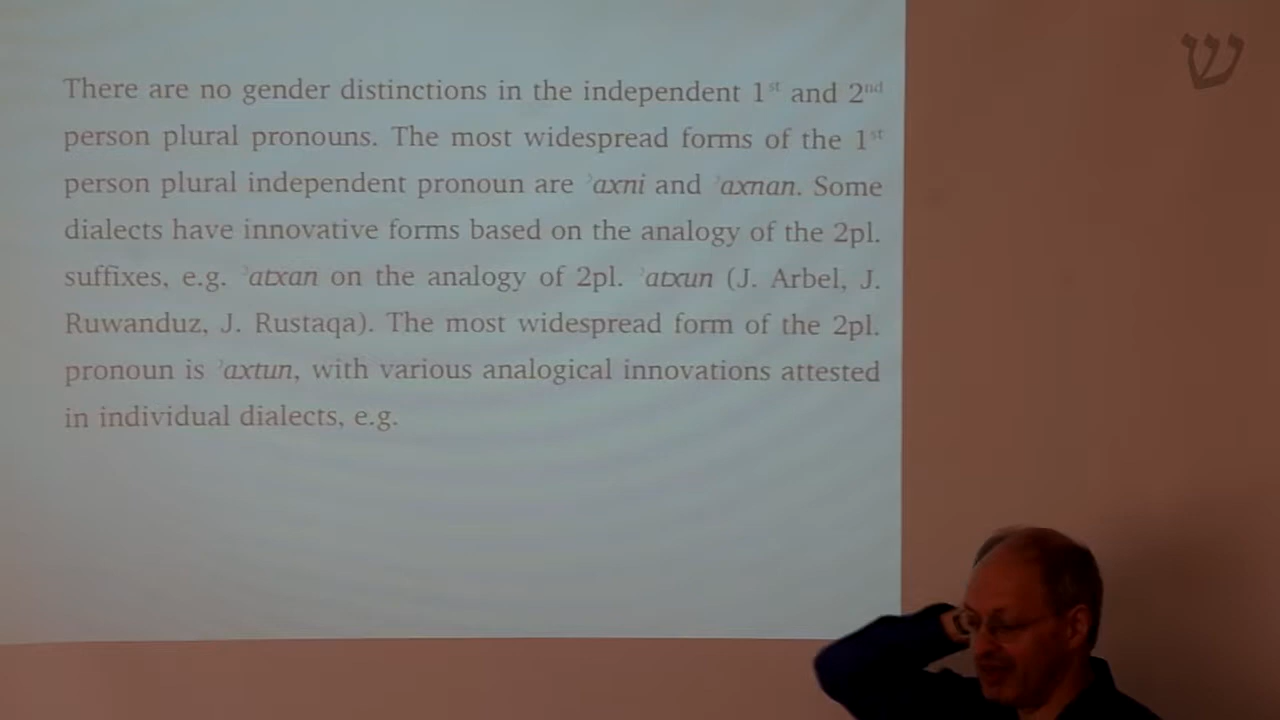 There are no gender distinctions in the independent 1st and 2nd
person plural pronouns. The most widespread forms of the 1st
person plural independent pronoun are ʾaxni and ʾaxnan. Some
dialects have innovative forms based on the analogy of the 2pl.
suffixes, e.g. ʾatxan on the analogy of 2pl. ʾatxun (J. Arbel, J.
Ruwanduz, J. Rustaqa). The most widespread form of the 2pl.
pronoun is ʾaxtun, with various analogical innovations attested
in individual dialects, e.g.
ש